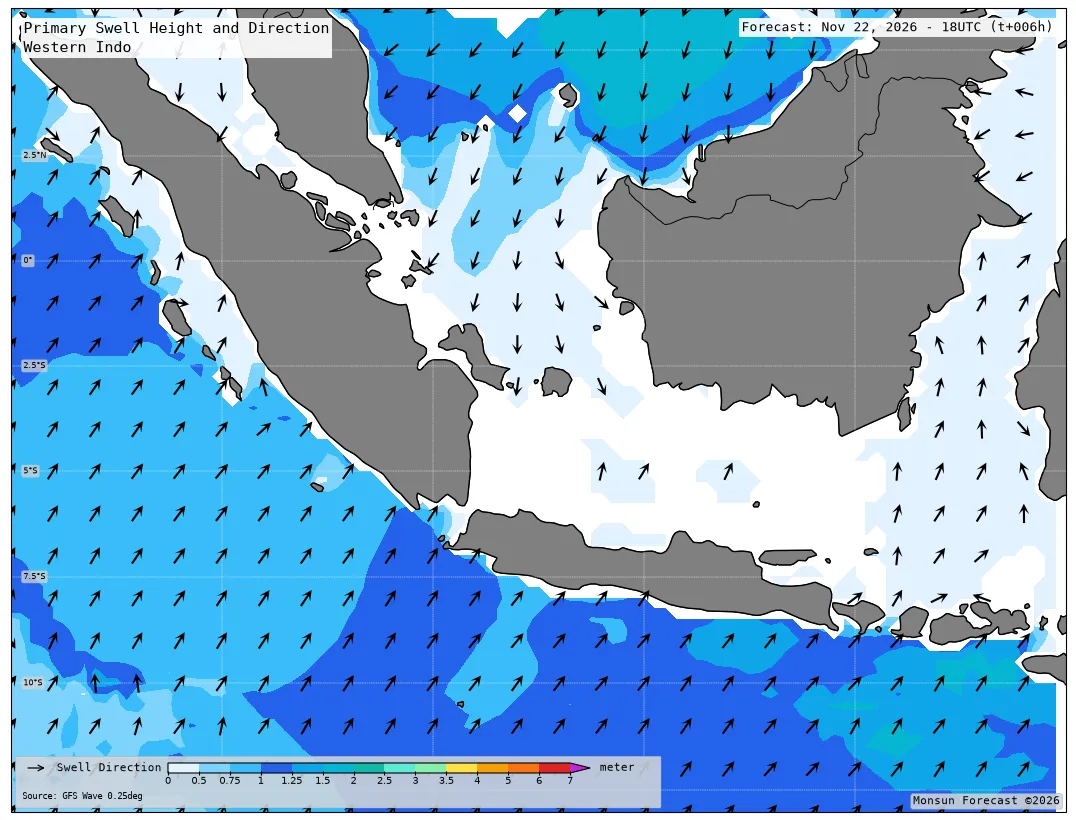 Primary Swell Height and Direction
Western Indo
Forecast: Nov 22, 2026 - 18UTC (t+006h)
2.5°N
0°
2.5°S
5°S
7.5°S
10°S
Swell Direction
meter
0 0.5 0.75 1 1.25 1.5 2 2.5 3 3.5 4 5 6 7
Source: GFS Wave 0.25deg
Monsun Forecast ©2026